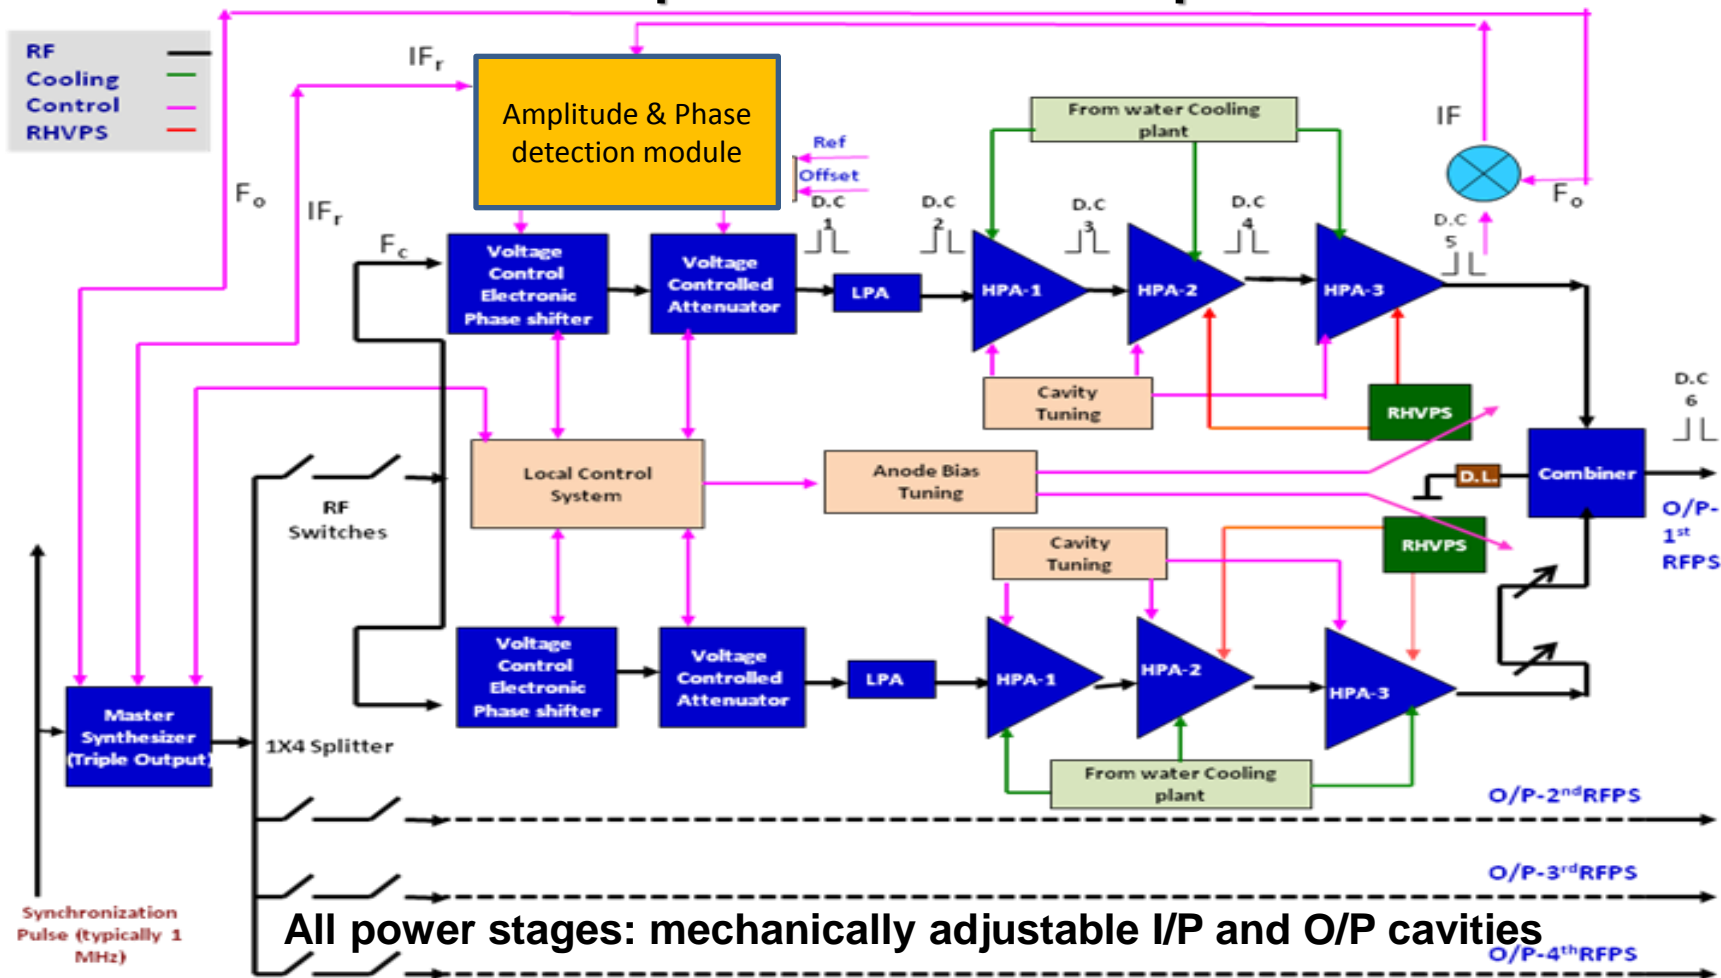 RF
Cooling
Control
RHVPS
IFr
Amplitude & Phase
detection module
From water Cooling
plant
IF
Ref
Offset
Fo
IFr
Fo
D.C
1
D.C
2
D.C
3
D.C
4
D.C
5
Fc
Voltage
Control
Electronic
Phase shifter
Voltage
Controlled
Attenuator
LPA
HPA-1
HPA-2
HPA-3
Cavity
Tuning
RHVPS
D.C
6
Local Control
System
Anode Bias
Tuning
D.L.
Combiner
RF
Switches
O/P-
1st
RFPS
Cavity
Tuning
RHVPS
Voltage
Control
Electronic
Phase shifter
Voltage
Controlled
Attenuator
LPA
HPA-1
HPA-2
HPA-3
Master
Synthesizer
(Triple Output)
1X4 Splitter
From water Cooling
plant
O/P-2ndRFPS
O/P-3rdRFPS
Synchronization
Pulse (typically 1
MHz)
All power stages: mechanically adjustable I/P and O/P cavities
O/P-4thRFPS